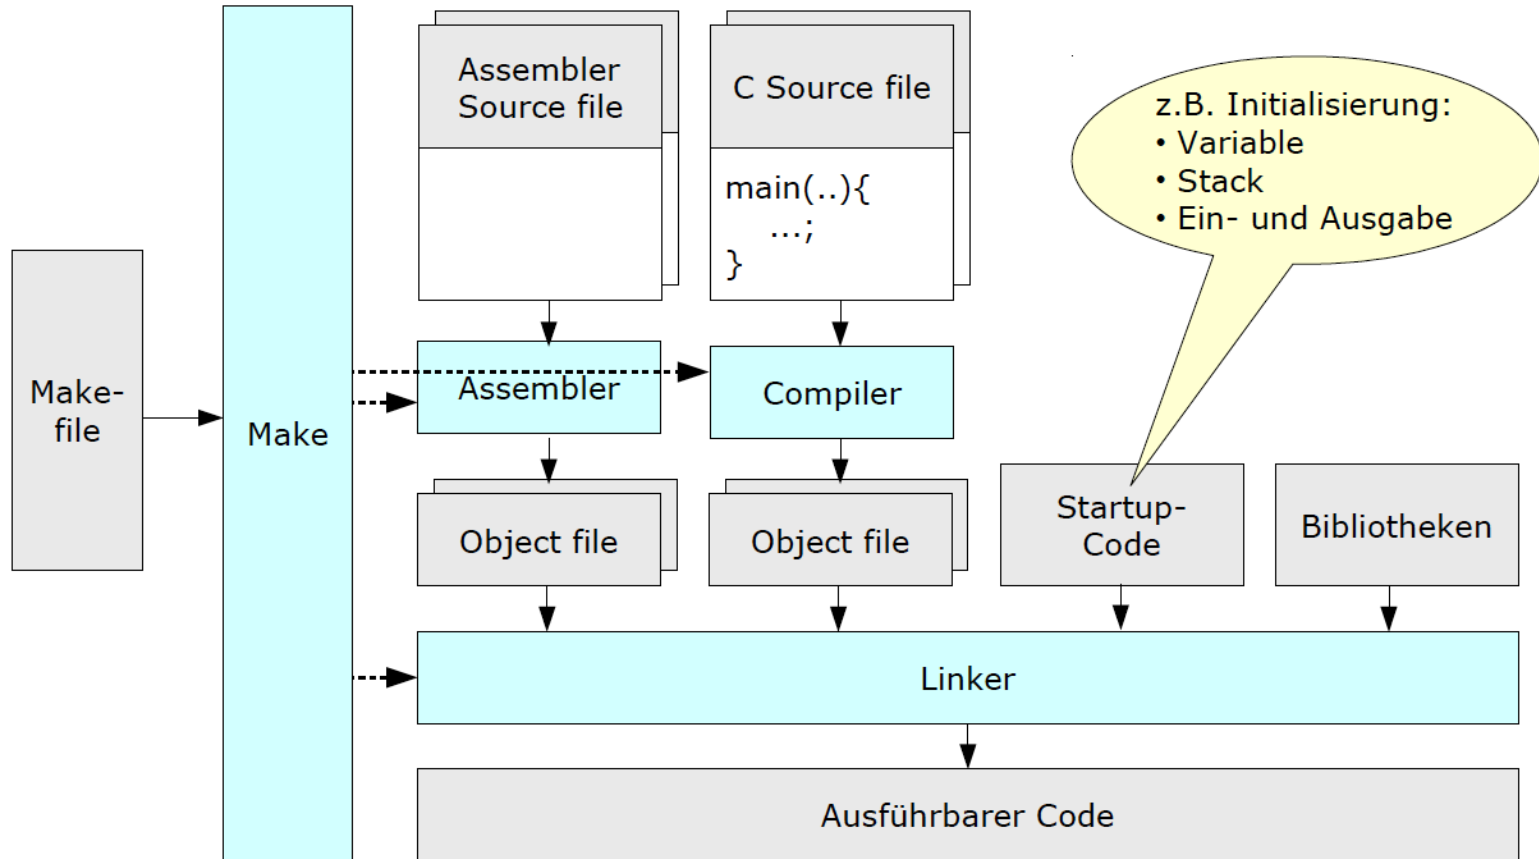 Assembler
Source file
C Source file
z.B. Initialisierung:
• Variable
• Stack
• Ein- und Ausgabe
main(..){
...;
}
Make-
file
Make
Assembler
Compiler
Object file
Object file
Startup-
Code
Bibliotheken
Linker
Ausführbarer Code